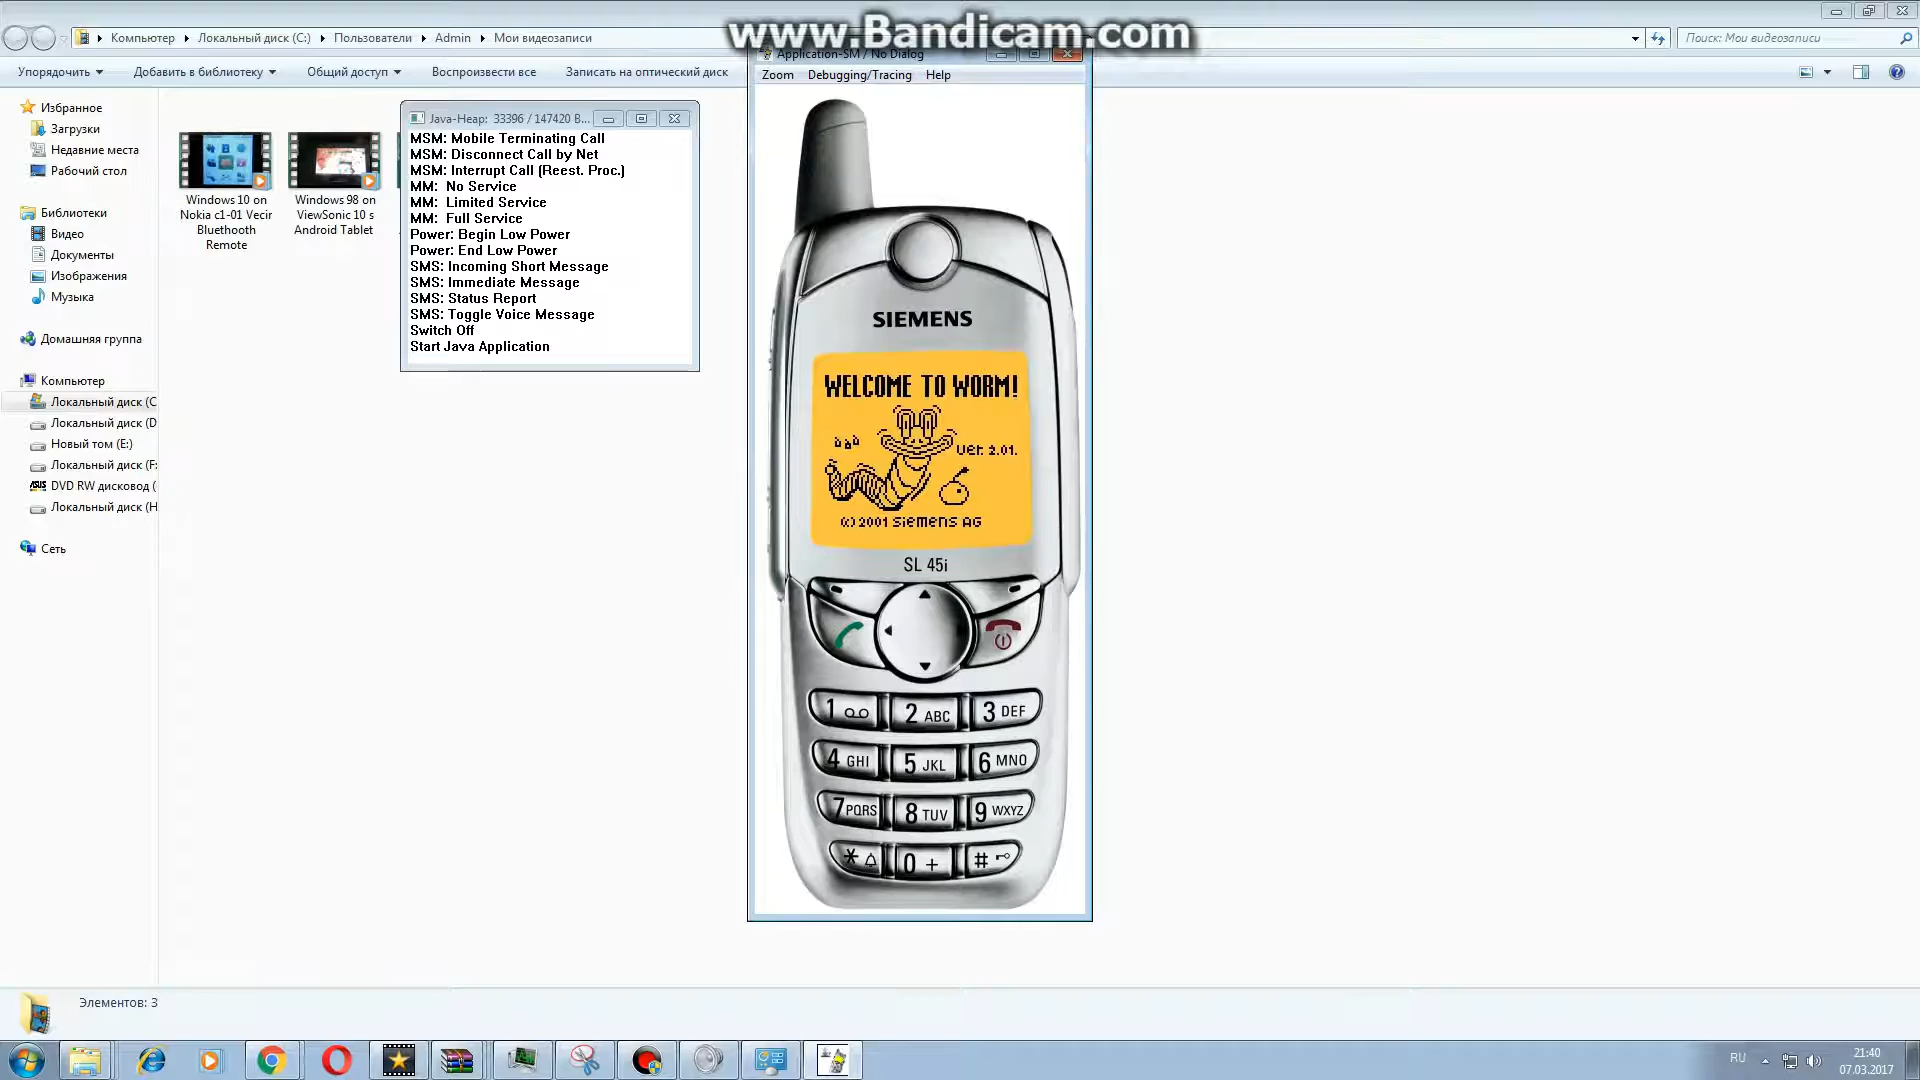 www.Bandicam.com
Компьютер
Локальный диск (C:)
Пользователи
Admin
Мои видеозаписи
Поиск: Мои видеозаписи
Упорядочить
Добавить в библиотеку
Общий доступ
Воспроизвести все
Записать на оптический диск
Избранное
Загрузки
Недавние места
Рабочий стол
Библиотеки
Видео
Документы
Изображения
Музыка
Домашняя группа
Компьютер
Локальный диск (C
Локальный диск (D
Новый том (E:)
Локальный диск (F:
DVD RW дисковод (
Локальный диск (H
Сеть
Windows 10 on
Nokia c1-01 Vecir
Bluethooth
Remote
Windows 98 on
ViewSonic 10 s
Android Tablet
Java-Heap: 33396 / 147420 B...
MSM: Mobile Terminating Call
MSM: Disconnect Call by Net
MSM: Interrupt Call (Reest. Proc.)
MM: No Service
MM: Limited Service
MM: Full Service
Power: Begin Low Power
Power: End Low Power
SMS: Incoming Short Message
SMS: Immediate Message
SMS: Status Report
SMS: Toggle Voice Message
Switch Off
Start Java Application
Application-SM / No Dialog
Zoom Debugging/Tracing Help
SIEMENS
WELCOME TO WORM!
Ver. 2.01.
(c) 2001 Siemens AG
SL 45i
1 2 ABC 3 DEF
4 GHI 5 JKL 6 MNO
7 PQRS 8 TUV 9 WXYZ
* 0 + #
Элементов: 3
RU
21:40
07.03.2017